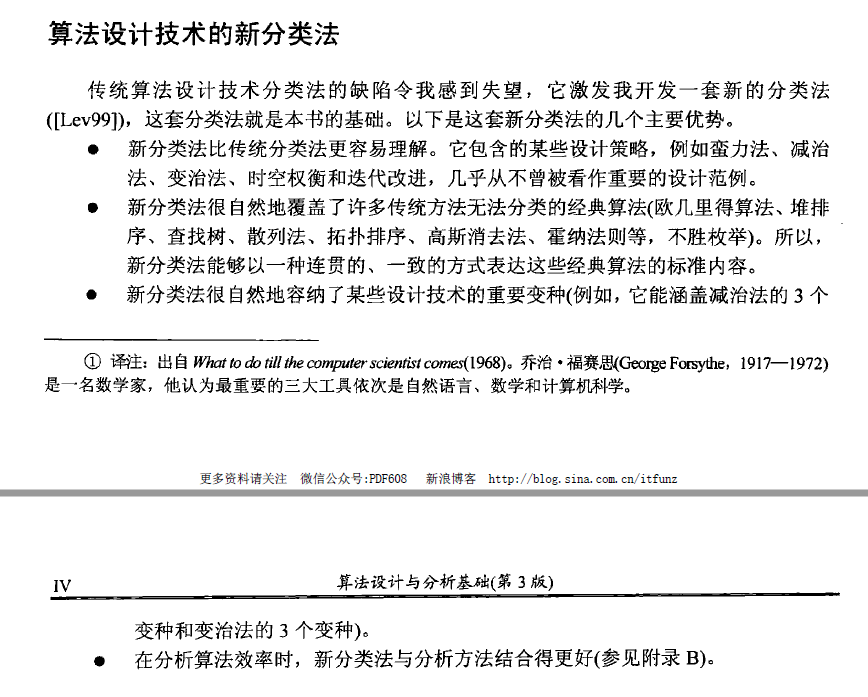 算法设计技术的新分类法
传统算法设计技术分类法的缺陷令我感到失望，它激发我开发一套新的分类法
([Lev99])，这套分类法就是本书的基础。以下是这套新分类法的几个主要优势。
● 新分类法比传统分类法更容易理解。它包含的某些设计策略，例如蛮力法、减治
法、变治法、时空权衡和迭代改进，几乎从不曾被看作重要的设计范例。
● 新分类法很自然地覆盖了许多传统方法无法分类的经典算法(欧几里得算法、堆排
序、查找树、散列法、拓扑排序、高斯消去法、霍纳法则等，不胜枚举)。所以，
新分类法能够以一种连贯的、一致的方式表达这些经典算法的标准内容。
● 新分类法很自然地容纳了某些设计技术的重要变种(例如，它能涵盖减治法的 3 个
① 译注：出自 What to do till the computer scientist comes(1968)。乔治·福赛思(George Forsythe，1917—1972)
是一名数学家，他认为最重要的三大工具依次是自然语言、数学和计算机科学。
更多资料请关注 微信公众号:PDF608 新浪博客 http://blog.sina.com.cn/itfunz
IV 算法设计与分析基础(第 3 版)
变种和变治法的 3 个变种)。
● 在分析算法效率时，新分类法与分析方法结合得更好(参见附录 B)。